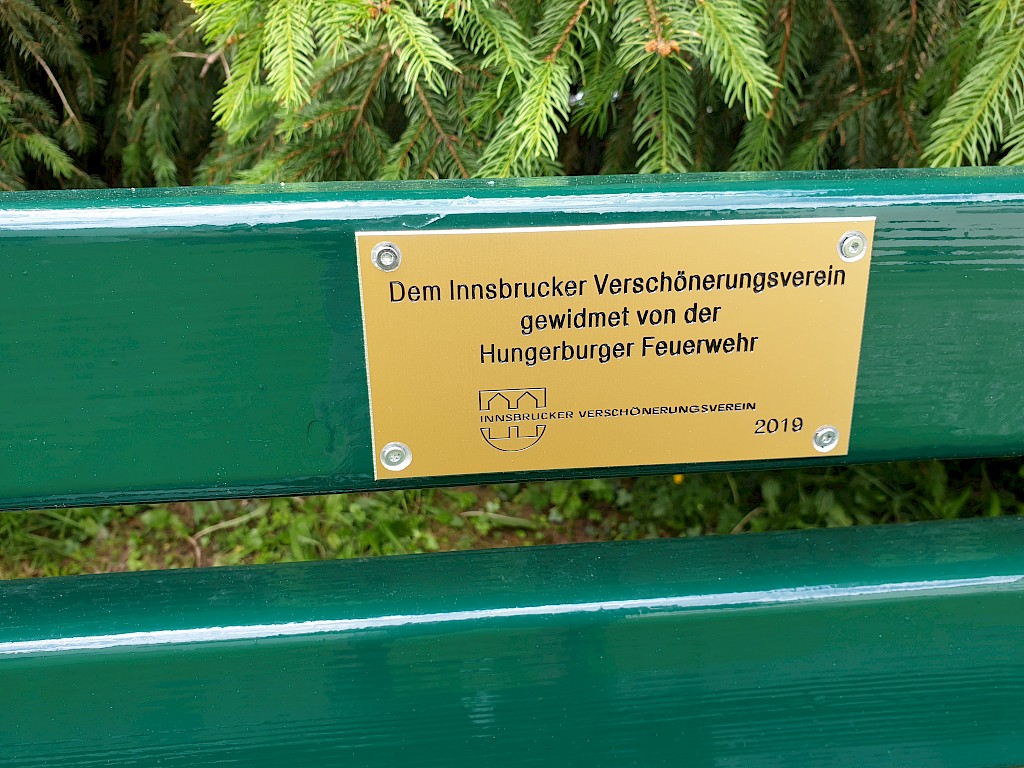 Dem Innsbrucker Verschönerungsverein
gewidmet von der
Hungerburger Feuerwehr
INNSBRUCKER VERSCHÖNERUNGSVEREIN
2019